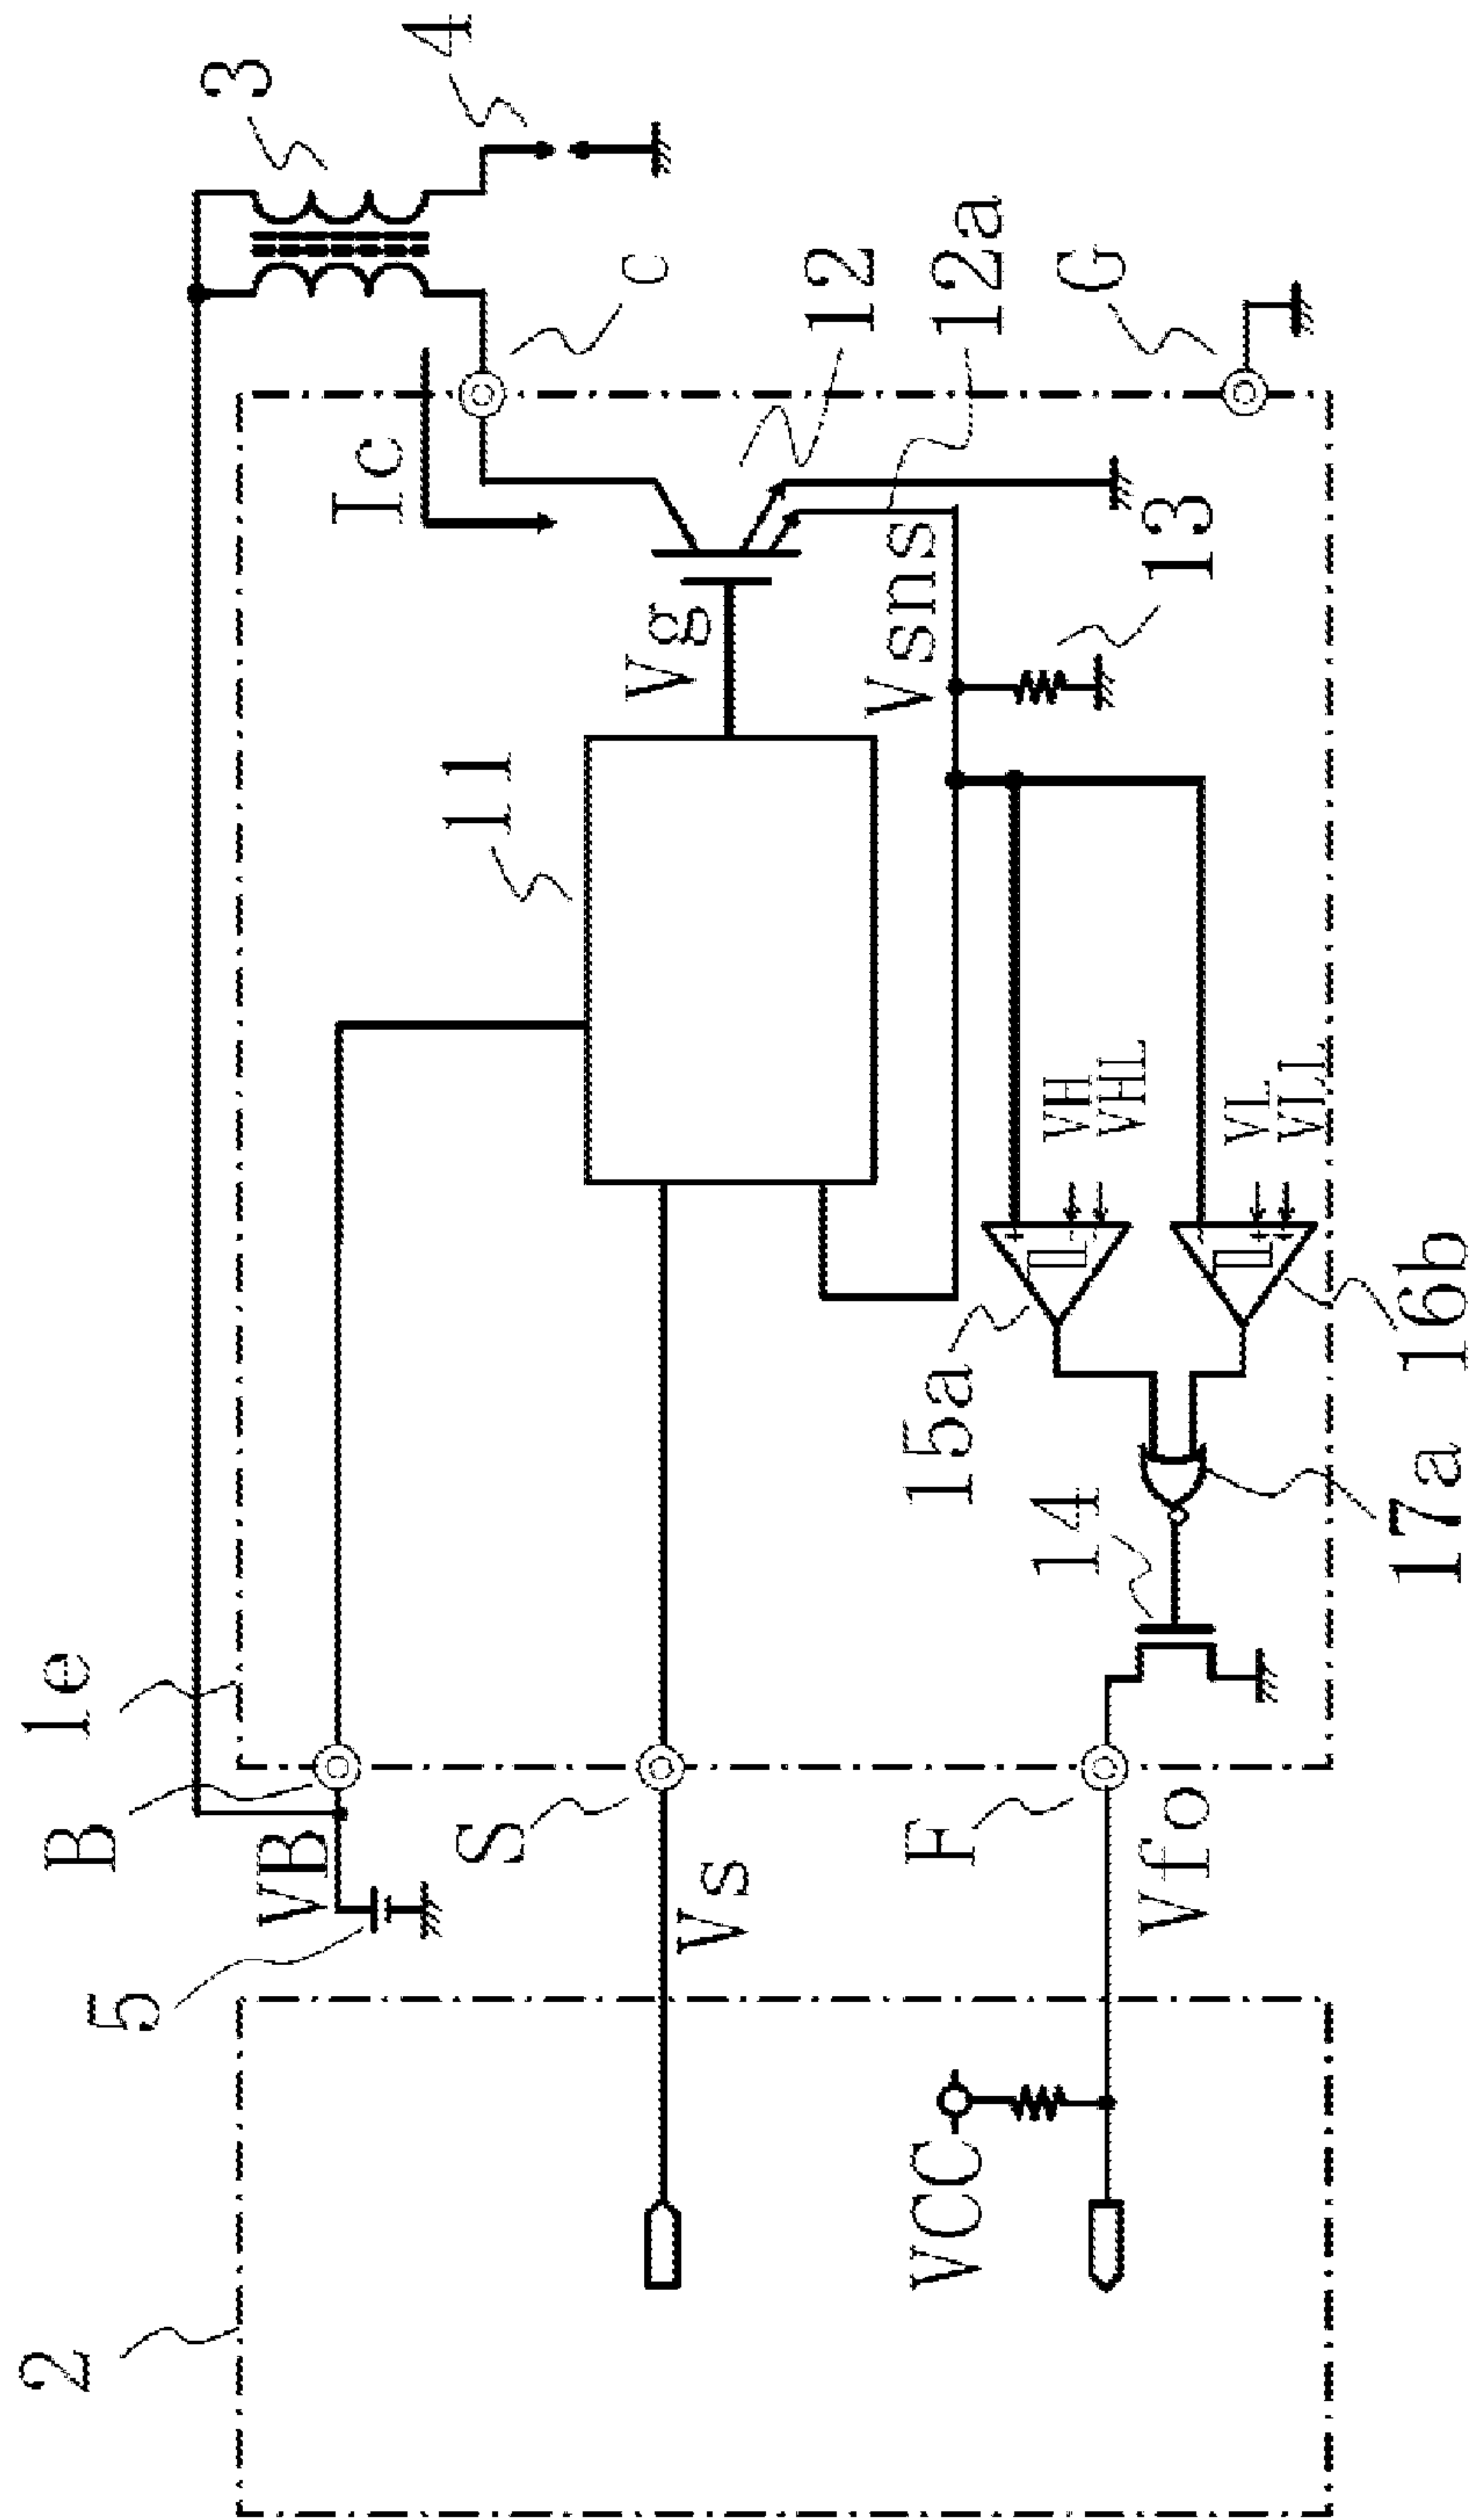 2
5
VB
B
1e
S
Vs
VCC
F
Vfo
11
Vg
Ic
3
4
c
12
12a
Vsns
13
G
VH
VHL
VL
VLL
15a
16b
14
17a